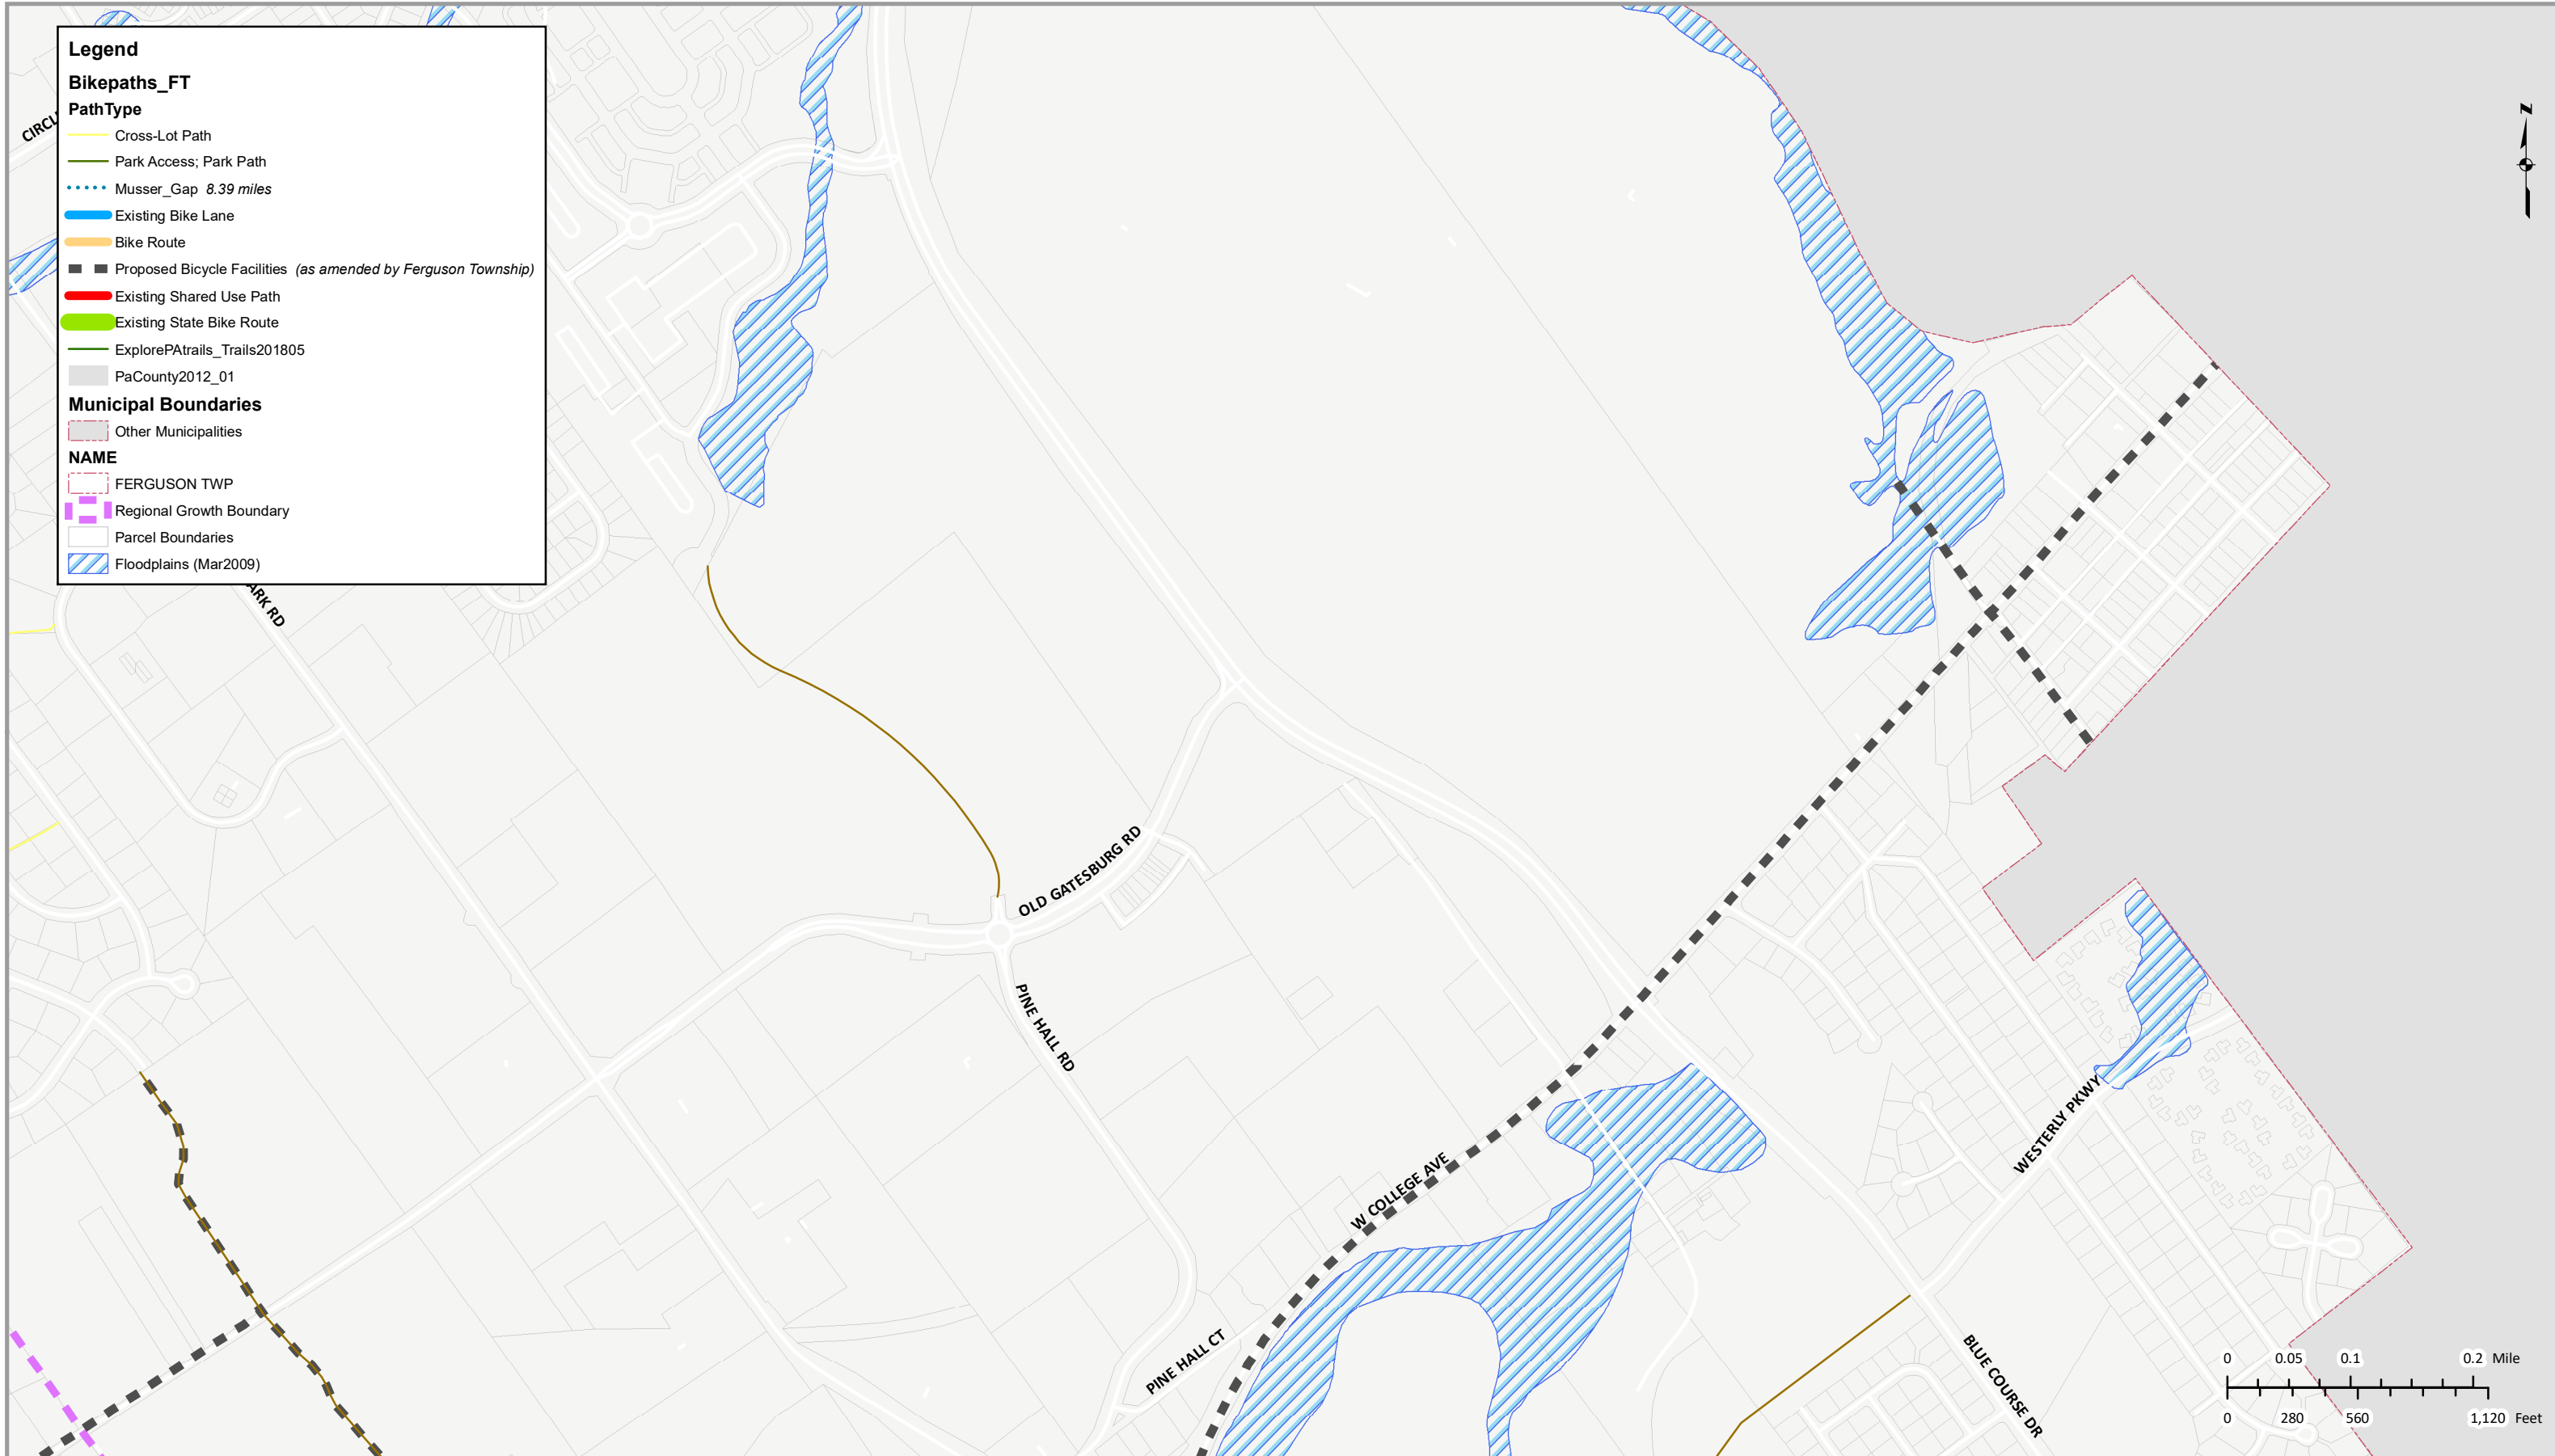 Legend
Bikepaths_FT
PathType
Cross-Lot Path
Park Access; Park Path
Musser_Gap 8.39 miles
Existing Bike Lane
Bike Route
Proposed Bicycle Facilities (as amended by Ferguson Township)
Existing Shared Use Path
Existing State Bike Route
ExplorePAtrails_Trails201805
PaCounty2012_01
Municipal Boundaries
Other Municipalities
NAME
FERGUSON TWP
Regional Growth Boundary
Parcel Boundaries
Floodplains (Mar2009)
N
OLD GATESBURG RD
PINE HALL RD
W COLLEGE AVE
PINE HALL CT
WESTERLY PKWY
BLUE COURSE DR
0 0.05 0.1 0.2 Mile
0 280 560 1,120 Feet